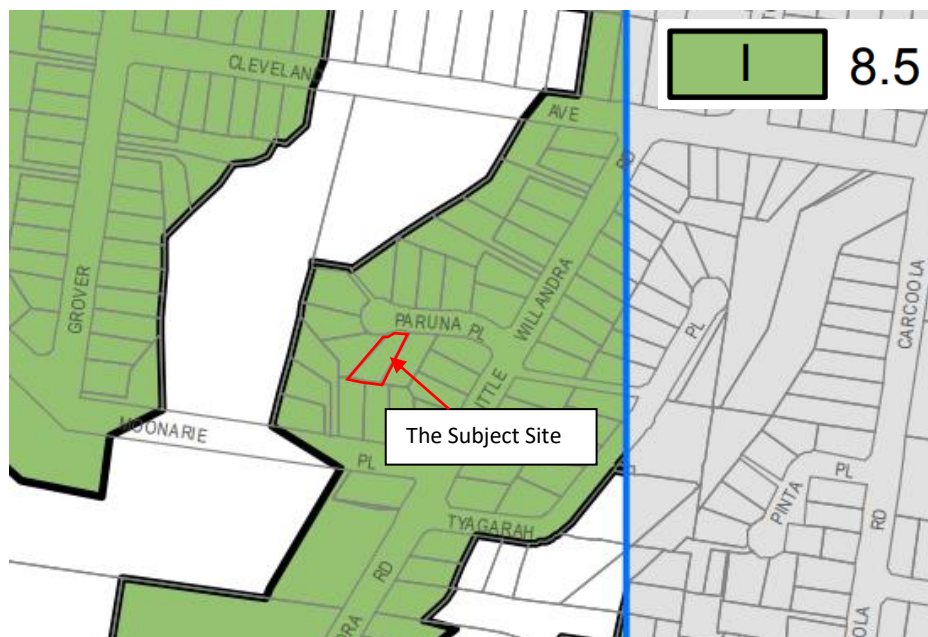 I 8.5
CLEVELAND
AVE
RD
GROVER
WILLANDRA
CARCOOLA
PARUNA PL
PL
LITTLE
The Subject Site
MOONARIE
PL
PL
PINTA
TYAGARAH
RD
RD